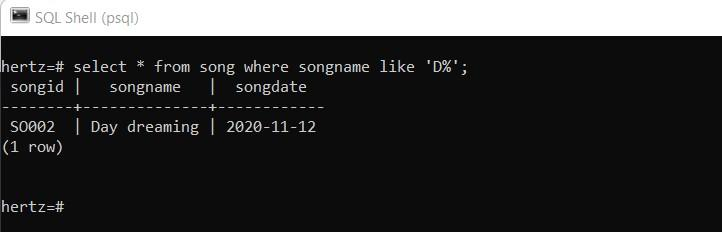 SQL Shell (psql)
hertz=# select * from song where songname like 'D%';
 songid |   songname   |  songdate
--------+--------------+------------
 SO002  | Day dreaming | 2020-11-12
(1 row)
hertz=#